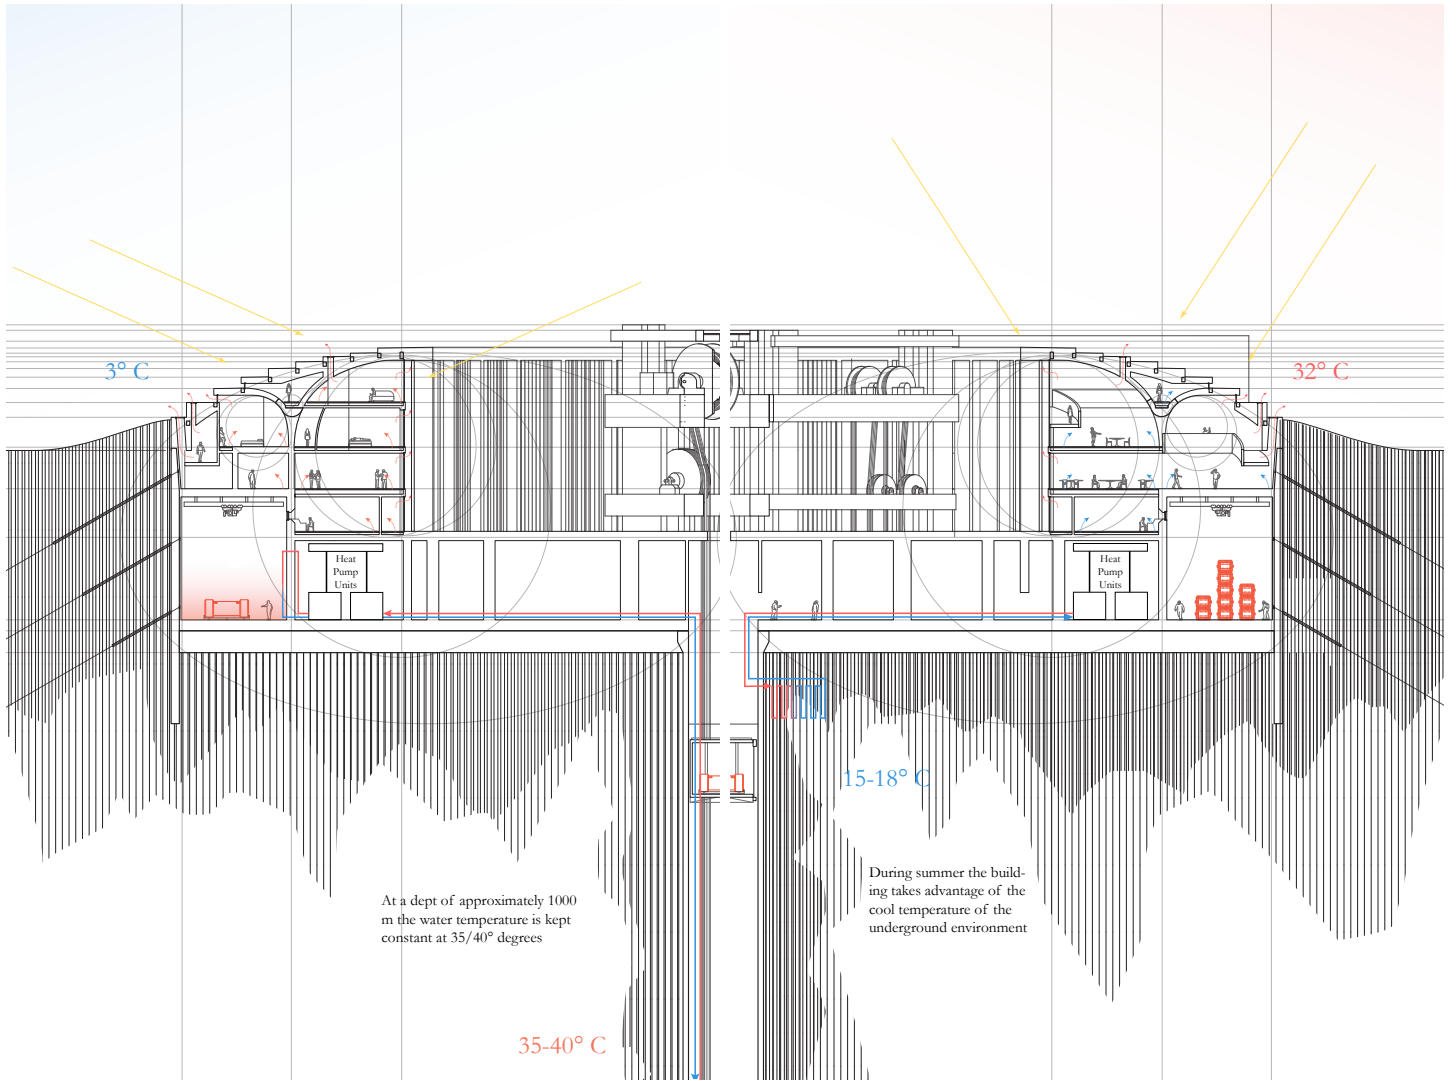 3° C
32° C
Heat
Pump
Units
Heat
Pump
Units
15-18° C
At a dept of approximately 1000
m the water temperature is kept
constant at 35/40° degrees
During summer the build-
ing takes advantage of the
cool temperature of the
underground environment
35-40° C